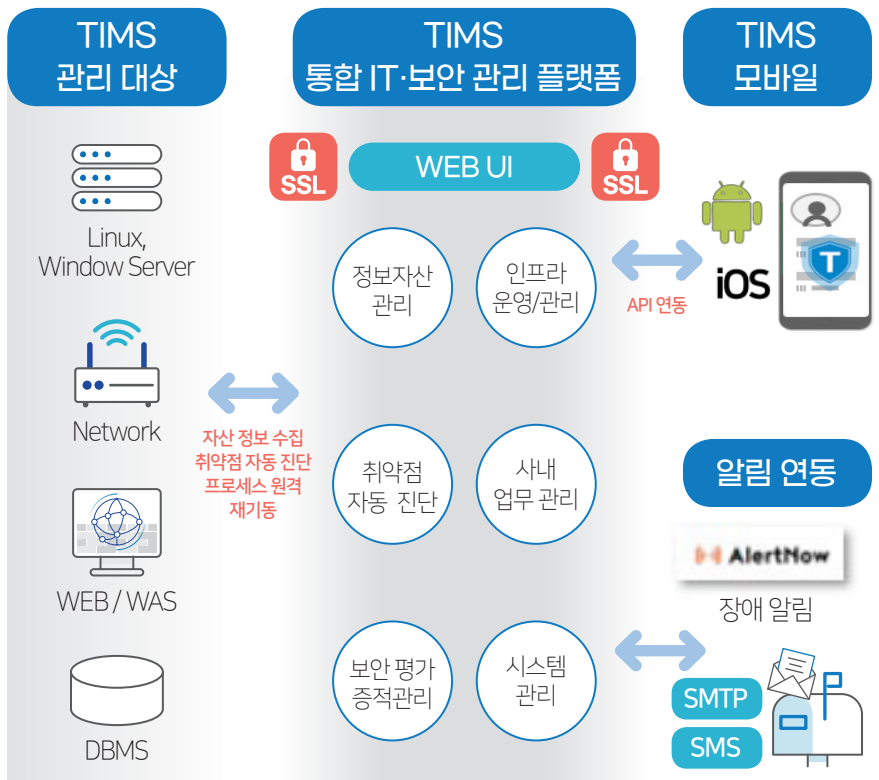 TIMS
관리 대상
TIMS
통합 IT·보안 관리 플랫폼
TIMS
모바일
SSL
WEB UI
SSL
Linux,
Window Server
Network
WEB / WAS
DBMS
자산 정보 수집
취약점 자동 진단
프로세스 원격
재기동
정보자산
관리
인프라
운영/관리
취약점
자동 진단
사내
업무 관리
보안 평가
증적관리
시스템
관리
API 연동
iOS
T
알림 연동
AlertNow
장애 알림
SMTP
SMS